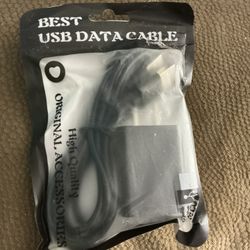 BEST
USB DATA CABLE
High Quality
ORIGINAL ACCESSORIES